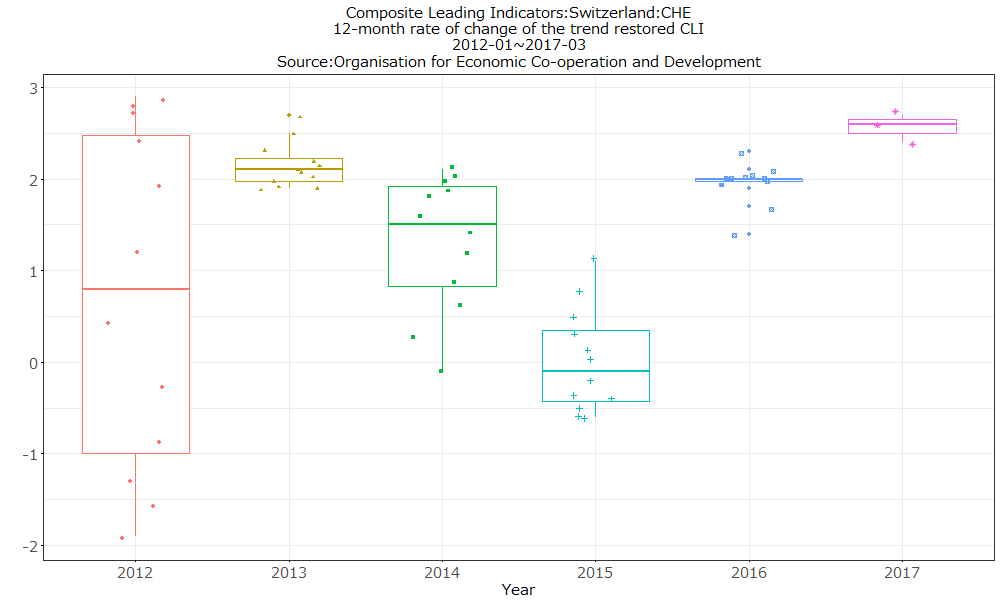 Composite Leading Indicators:Switzerland:CHE
12-month rate of change of the trend restored CLI
2012-01~2017-03
Source:Organisation for Economic Co-operation and Development
3
2
1
0
-1
-2
2012 2013 2014 2015 2016 2017
Year